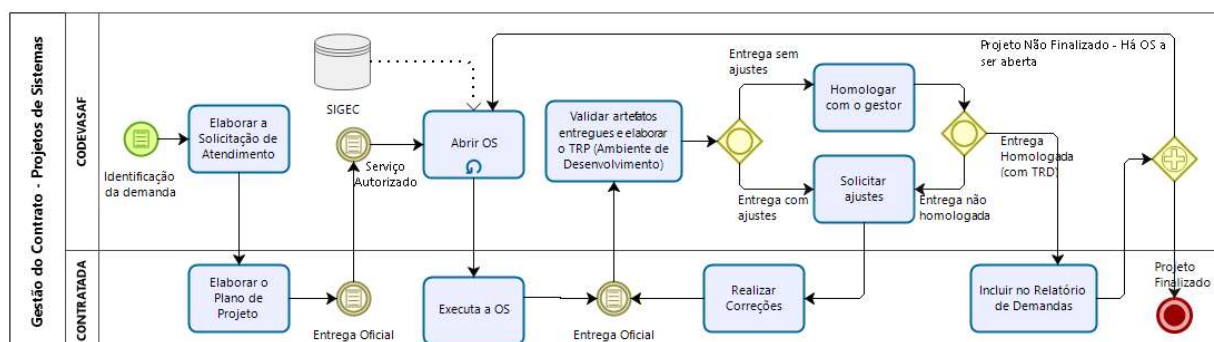 Gestão do Contrato - Projetos de Sistemas
CODEVASF
Identificação
da demanda
Elaborar a
Solicitação de
Atendimento
SIGEC
Serviço
Autorizado
Abrir OS
Validar artefatos
entregues e elaborar
o TRP (Ambiente de
Desenvolvimento)
Entrega sem
ajustes
Entrega com
ajustes
Homologar
com o gestor
Solicitar
ajustes
Entrega não
homologada
Entrega
Homologada
(com TRD)
Projeto Não Finalizado - Há OS a
ser aberta
CONTRATADA
Elaborar o
Plano de
Projeto
Entrega Oficial
Executa a OS
Entrega Oficial
Realizar
Correções
Incluir no Relatório
de Demandas
Projeto
Finalizado